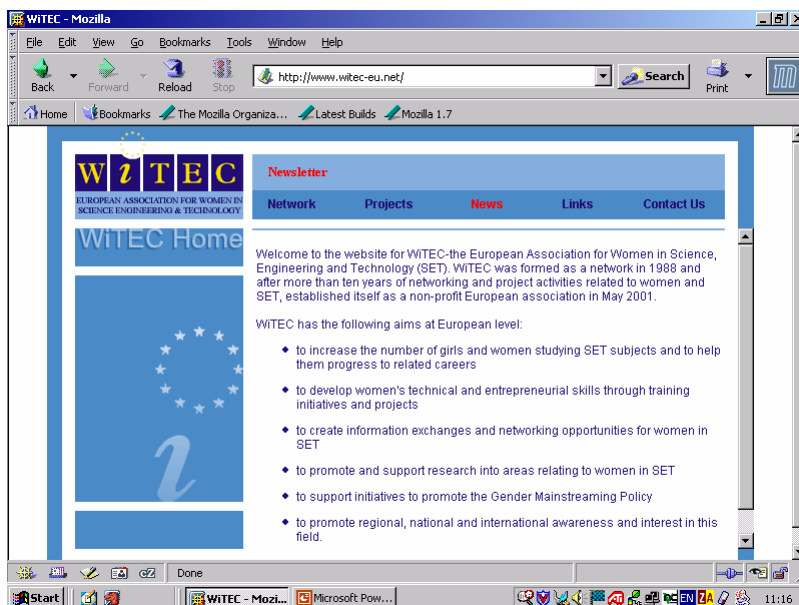 WiTEC - Mozilla
File Edit View Go Bookmarks Tools Window Help
Back Forward Reload Stop http://www.witec-eu.net/ Search Print
Home Bookmarks The Mozilla Organiza... Latest Builds Mozilla 1.7
WiTEC
EUROPEAN ASSOCIATION FOR WOMEN IN
SCIENCE ENGINEERING & TECHNOLOGY
Newsletter
Network Projects News Links Contact Us
WiTEC Home
Welcome to the website for WiTEC-the European Association for Women in Science,
Engineering and Technology (SET). WiTEC was formed as a network in 1988 and
after more than ten years of networking and project activities related to women and
SET, established itself as a non-profit European association in May 2001.
WiTEC has the following aims at European level:
to increase the number of girls and women studying SET subjects and to help
them progress to related careers
to develop women's technical and entrepreneurial skills through training
initiatives and projects
to create information exchanges and networking opportunities for women in
SET
to promote and support research into areas relating to women in SET
to support initiatives to promote the Gender Mainstreaming Policy
to promote regional, national and international awareness and interest in this
field.
i
Done
Start WiTEC - Mozi... Microsoft Pow... EN ZA 11:16